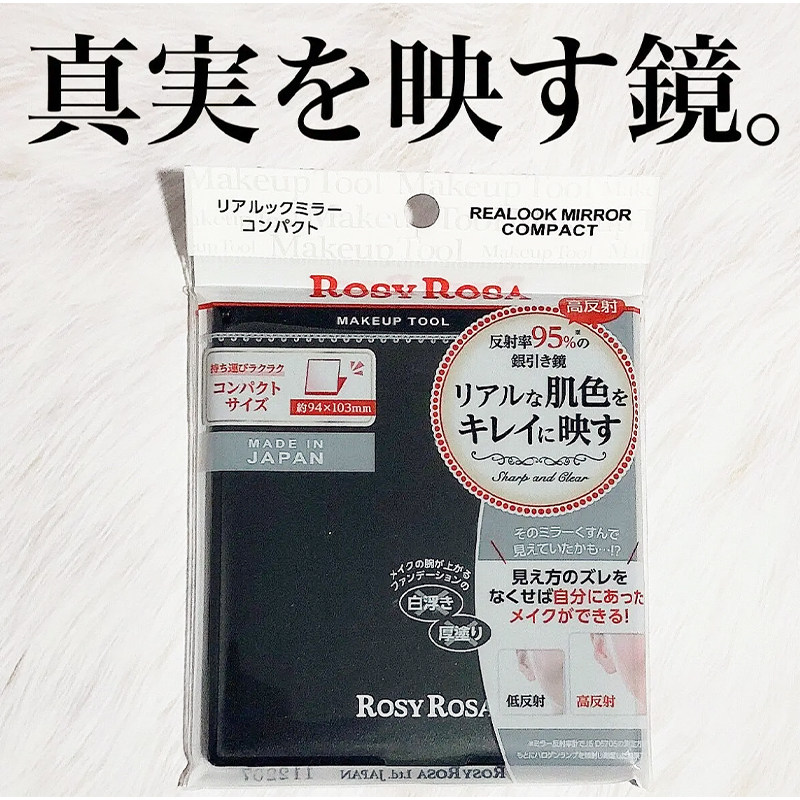 真実を映す鏡。
Makeup Tool
リアルックミラー
コンパクト
REALOOK MIRROR
COMPACT
Makeup Tool
ROSY ROSA
MAKEUP TOOL
高反射
反射率95%の
※
銀引き鏡
リアルな肌色を
キレイに映す
Sharp and Clear
持ち運びラクラク
コンパクト
サイズ
約94×103mm
MADE IN
JAPAN
そのミラーくすんで
見えていたかも…!?
見え方のズレを
なくせば自分にあった
メイクができる!
メイクの腕が上がる
ファンデーションの
白浮き
厚塗り
低反射
高反射
ROSY ROSA
ROSY ROSA Ltd. JAPAN